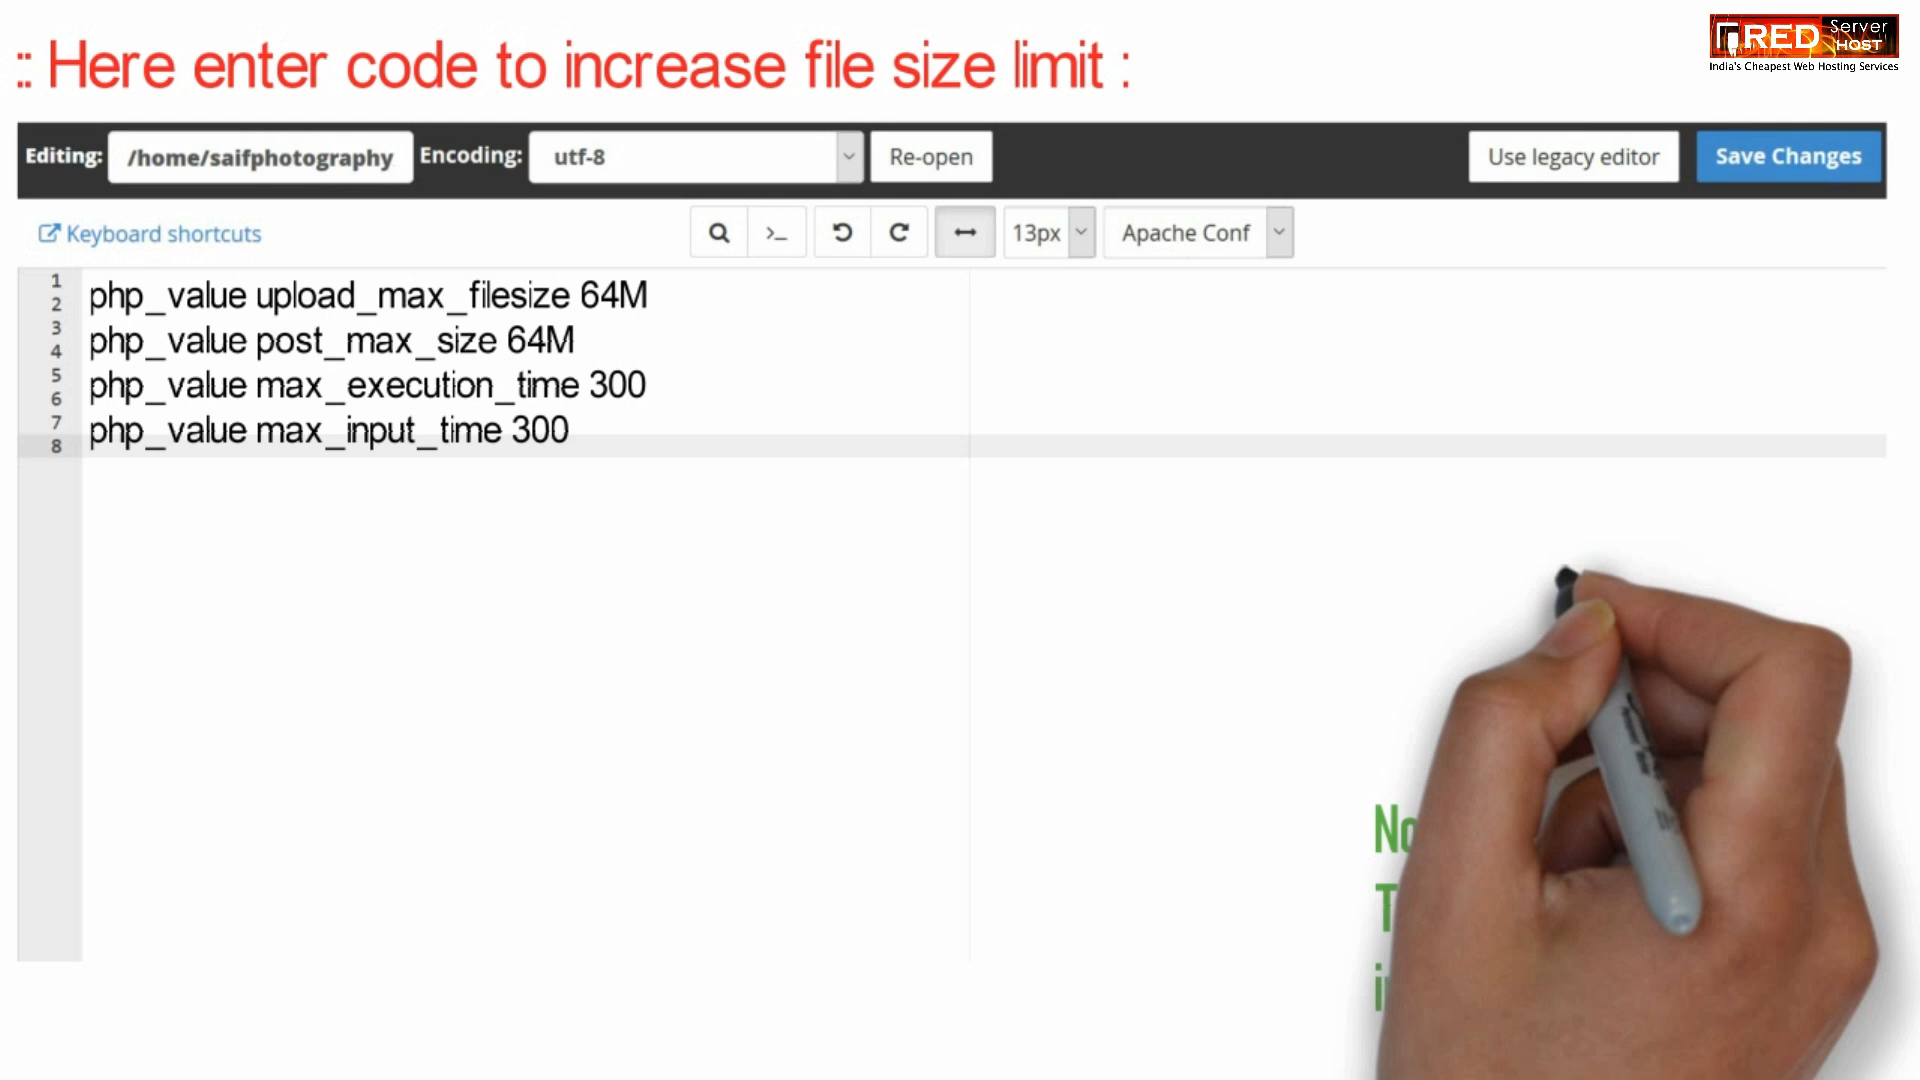 :: Here enter code to increase file size limit :
RED Server HOST
India's Cheapest Web Hosting Services
Editing: /home/saifphotography Encoding: utf-8 Re-open Use legacy editor Save Changes
Keyboard shortcuts >_ 13px Apache Conf
1
2
3
4
5
6
7
8
php_value upload_max_filesize 64M
php_value post_max_size 64M
php_value max_execution_time 300
php_value max_input_time 300